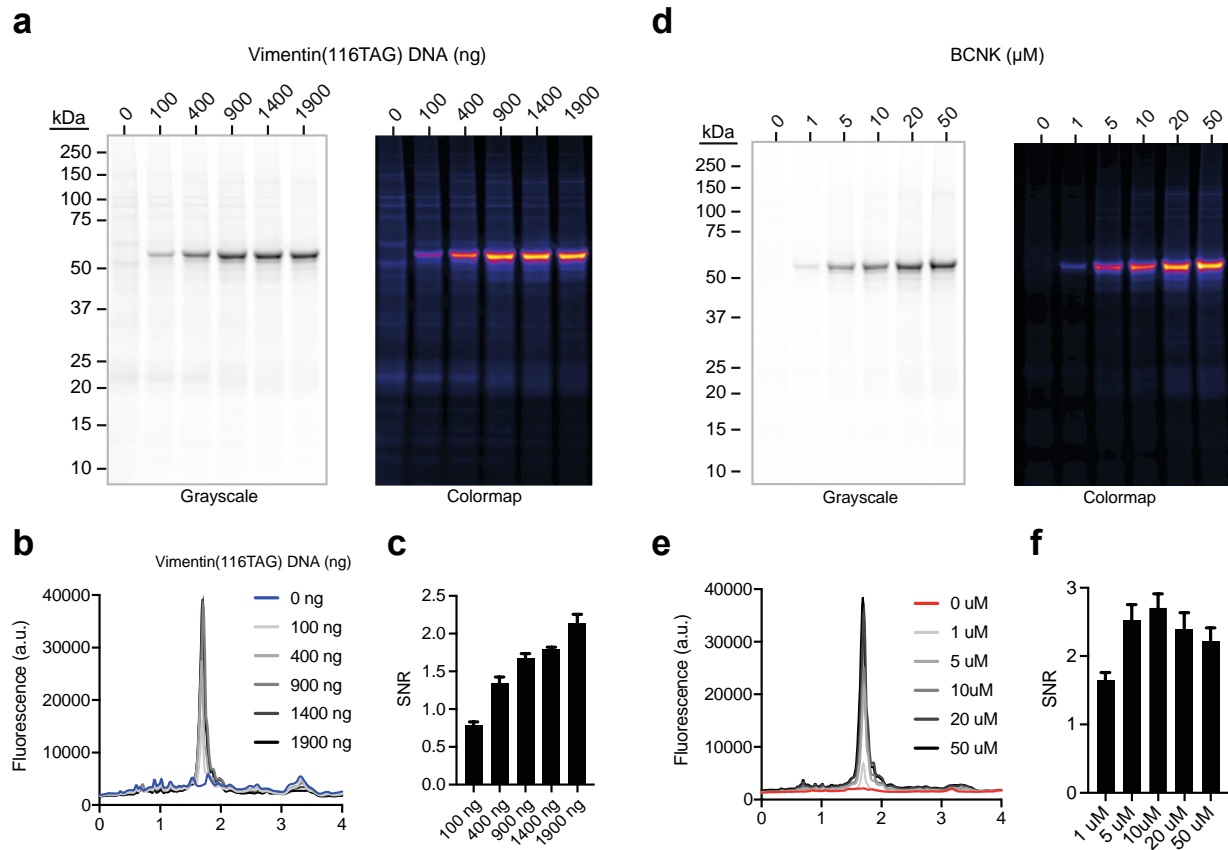 a
Vimentin(116TAG) DNA (ng)
kDa
0 100 400 900 1400 1900
0 100 400 900 1400 1900
250
150
100
75
50
37
25
20
15
10
Grayscale
Colormap
d
BCNK (µM)
kDa
0 1 5 10 20 50
0 1 5 10 20 50
250
150
100
75
50
37
25
20
15
10
Grayscale
Colormap
b
Vimentin(116TAG) DNA (ng)
Fluorescence (a.u.)
40000
30000
20000
10000
0
0 1 2 3 4
0 ng
100 ng
400 ng
900 ng
1400 ng
1900 ng
c
SNR
2.5
2.0
1.5
1.0
0.5
0.0
100 ng 400 ng 900 ng 1400 ng 1900 ng
e
Fluorescence (a.u.)
40000
30000
20000
10000
0
0 1 2 3 4
0 uM
1 uM
5 uM
10uM
20 uM
50 uM
f
SNR
3
2
1
0
1 uM 5 uM 10uM 20 uM 50 uM